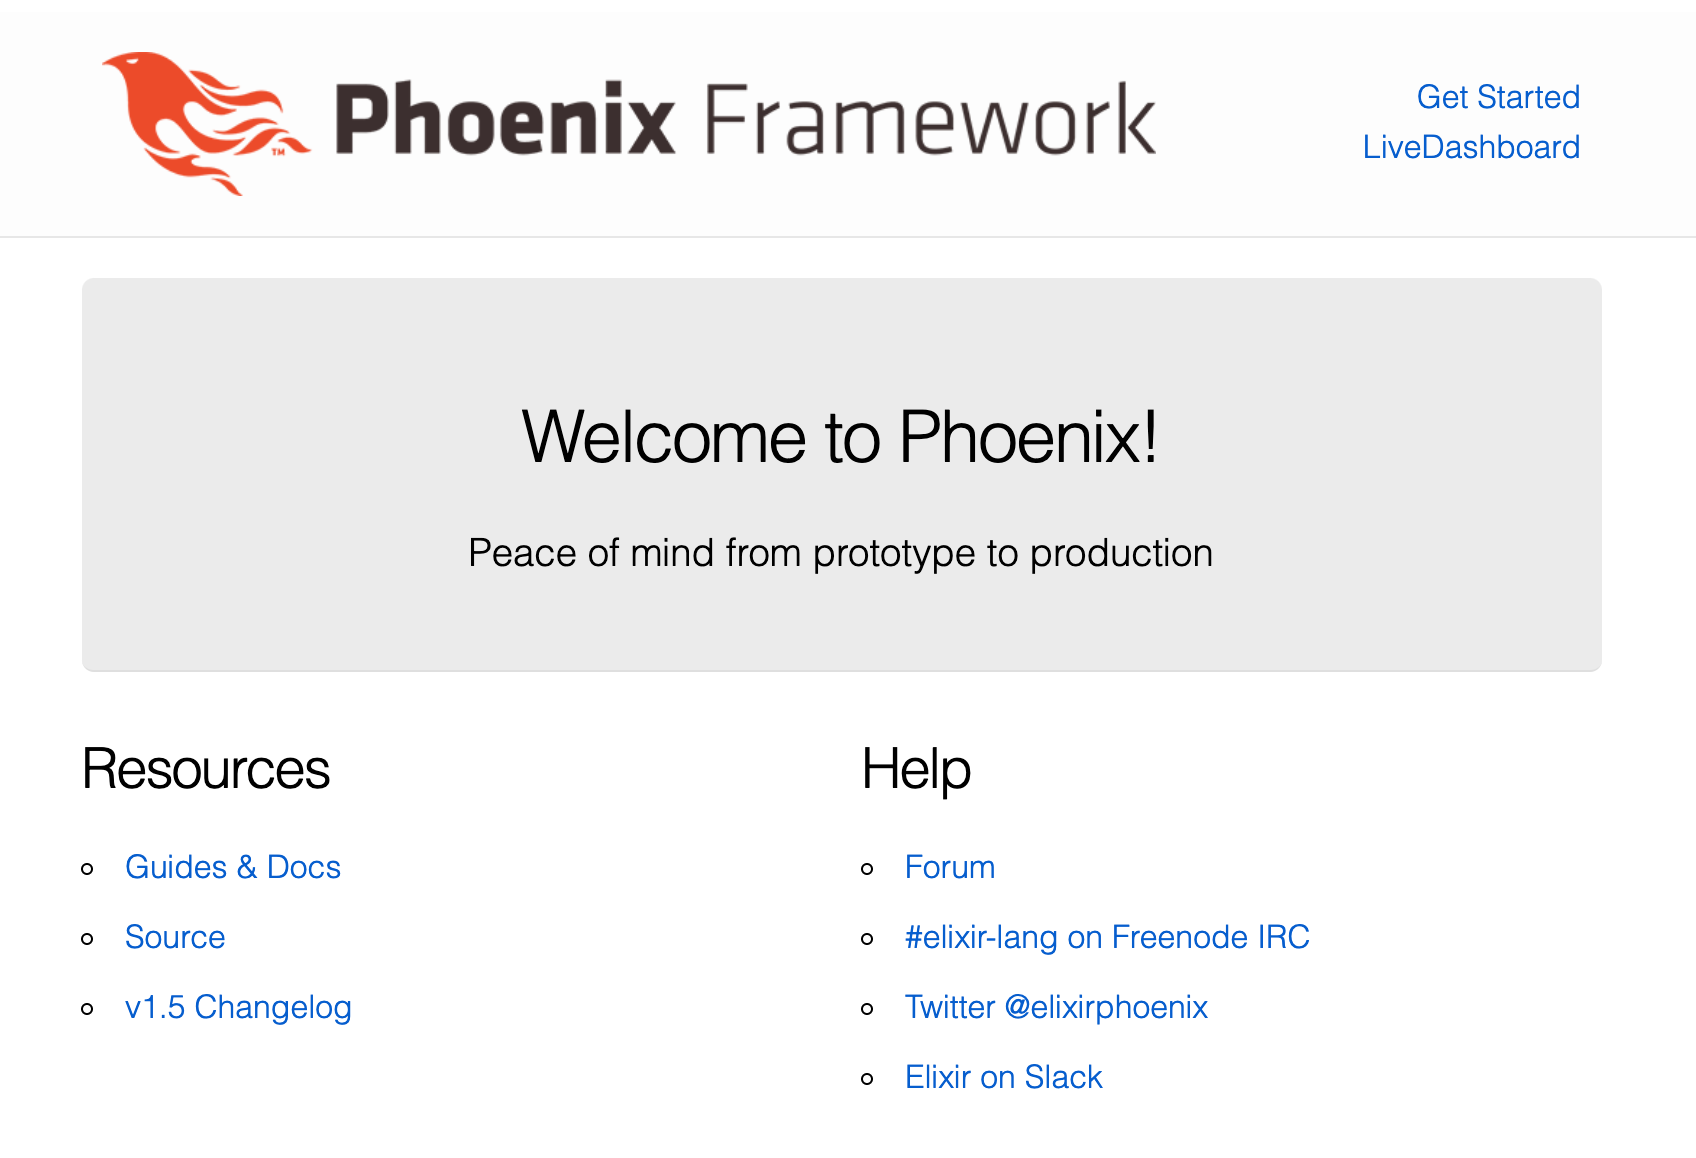 Phoenix Framework
TM
Get Started
LiveDashboard
Welcome to Phoenix!
Peace of mind from prototype to production
Resources
Guides & Docs
Source
v1.5 Changelog
Help
Forum
#elixir-lang on Freenode IRC
Twitter @elixirphoenix
Elixir on Slack